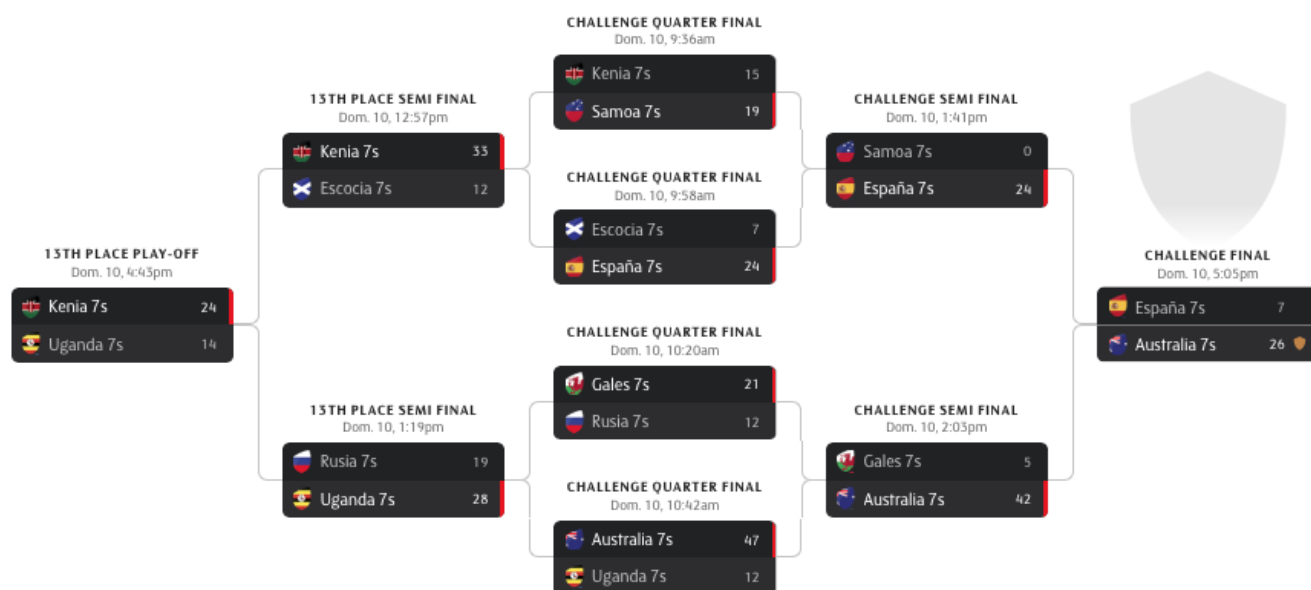 CHALLENGE QUARTER FINAL
Dom. 10, 9:36am
Kenia 7s 15
Samoa 7s 19
13TH PLACE SEMI FINAL
Dom. 10, 12:57pm
Kenia 7s 33
Escocia 7s 12
CHALLENGE SEMI FINAL
Dom. 10, 1:41pm
Samoa 7s 0
España 7s 24
CHALLENGE QUARTER FINAL
Dom. 10, 9:58am
Escocia 7s 7
España 7s 24
13TH PLACE PLAY-OFF
Dom. 10, 4:43pm
Kenia 7s 24
Uganda 7s 14
CHALLENGE FINAL
Dom. 10, 5:05pm
España 7s 7
Australia 7s 26
CHALLENGE QUARTER FINAL
Dom. 10, 10:20am
Gales 7s 21
Rusia 7s 12
13TH PLACE SEMI FINAL
Dom. 10, 1:19pm
Rusia 7s 19
Uganda 7s 28
CHALLENGE SEMI FINAL
Dom. 10, 2:03pm
Gales 7s 5
Australia 7s 42
CHALLENGE QUARTER FINAL
Dom. 10, 10:42am
Australia 7s 47
Uganda 7s 12